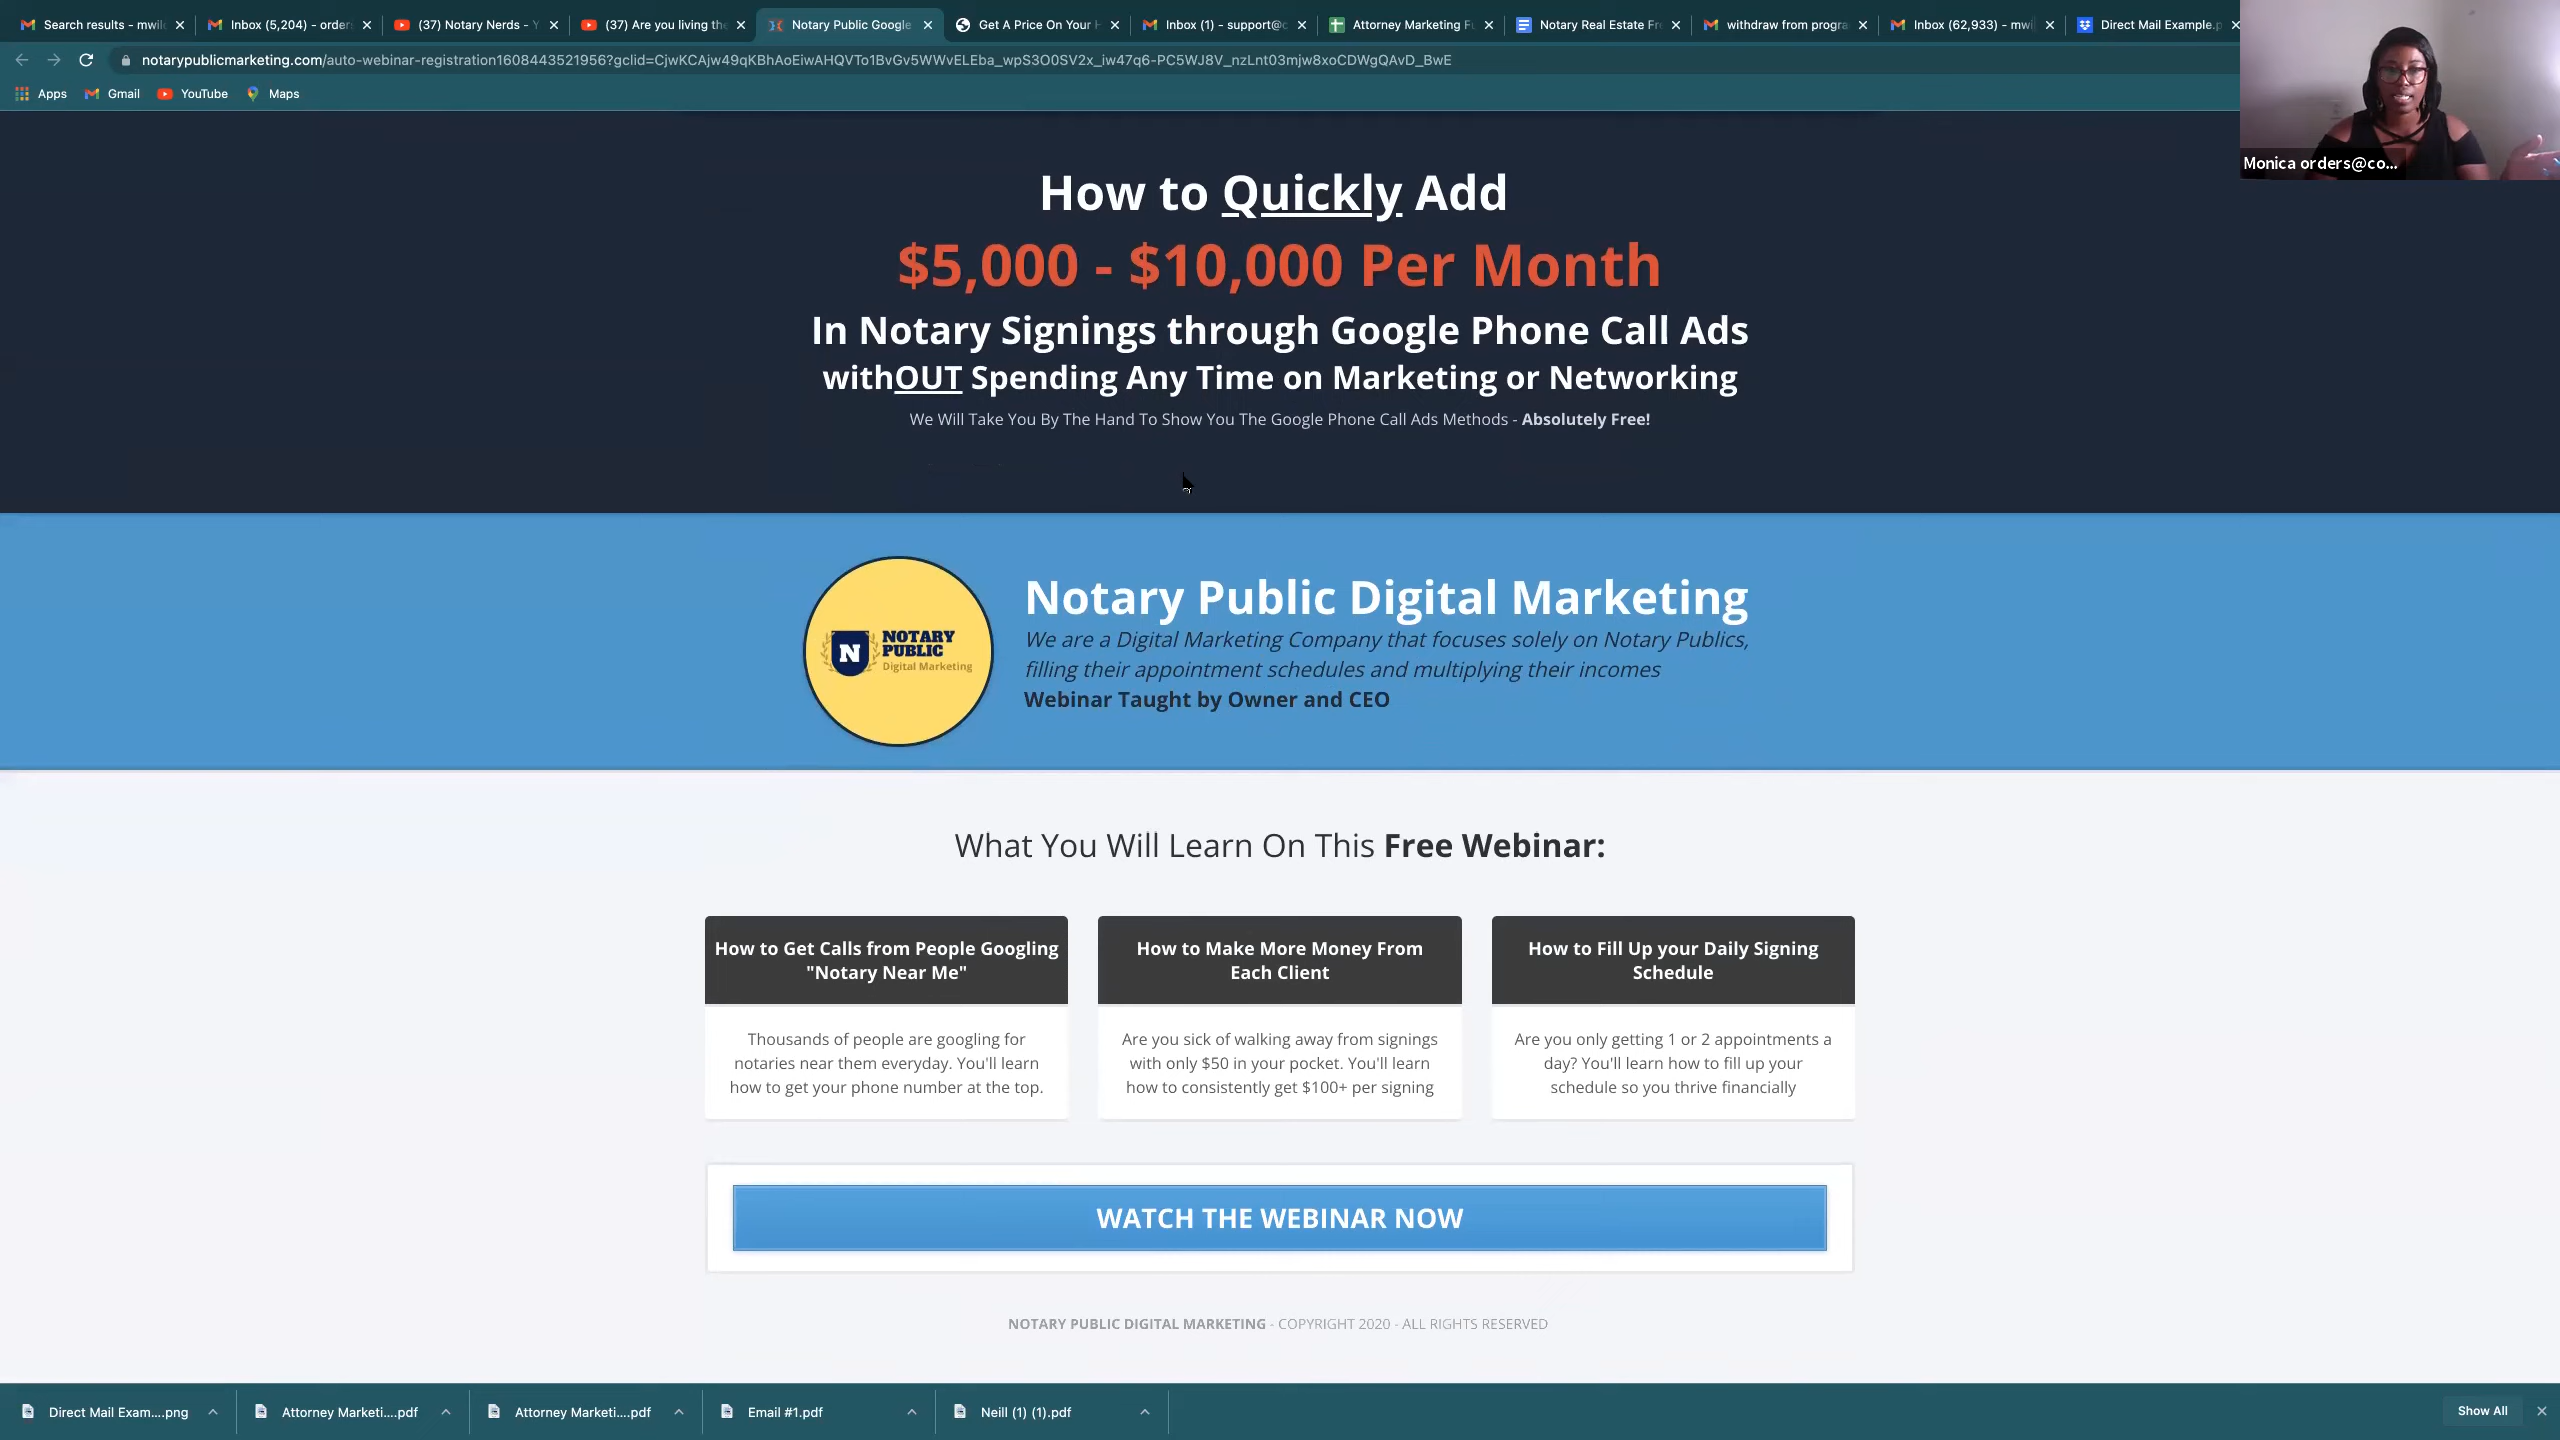 Search results - mwil
Inbox (5,204) - order
(37) Notary Nerds - Y
(37) Are you living the
Notary Public Google
Get A Price On Your H
Inbox (1) - support@c
Attorney Marketing Fu
Notary Real Estate Fr
withdraw from progra
Inbox (62,933) - mwi
Direct Mail Example.p
notarypublicmarketing.com/auto-webinar-registration1608443521956?gclid=CjwKCAjw49qKBhAoEiwAHQVTo1BvGv5WWvELEba_wpS3O0SV2x_iw47q6-PC5WJ8V_nzLnt03mjw8xoCDWgQAvD_BwE
Apps
Gmail
YouTube
Maps
Monica orders@co...
How to Quickly Add
$5,000 - $10,000 Per Month
In Notary Signings through Google Phone Call Ads
withOUT Spending Any Time on Marketing or Networking
We Will Take You By The Hand To Show You The Google Phone Call Ads Methods - Absolutely Free!
N
NOTARY
PUBLIC
Digital Marketing
Notary Public Digital Marketing
We are a Digital Marketing Company that focuses solely on Notary Publics,
filling their appointment schedules and multiplying their incomes
Webinar Taught by Owner and CEO
What You Will Learn On This Free Webinar:
How to Get Calls from People Googling
"Notary Near Me"
Thousands of people are googling for
notaries near them everyday. You'll learn
how to get your phone number at the top.
How to Make More Money From
Each Client
Are you sick of walking away from signings
with only $50 in your pocket. You'll learn
how to consistently get $100+ per signing
How to Fill Up your Daily Signing
Schedule
Are you only getting 1 or 2 appointments a
day? You'll learn how to fill up your
schedule so you thrive financially
WATCH THE WEBINAR NOW
NOTARY PUBLIC DIGITAL MARKETING - COPYRIGHT 2020 - ALL RIGHTS RESERVED
Direct Mail Exam....png
Attorney Marketi....pdf
Attorney Marketi....pdf
Email #1.pdf
Neill (1) (1).pdf
Show All